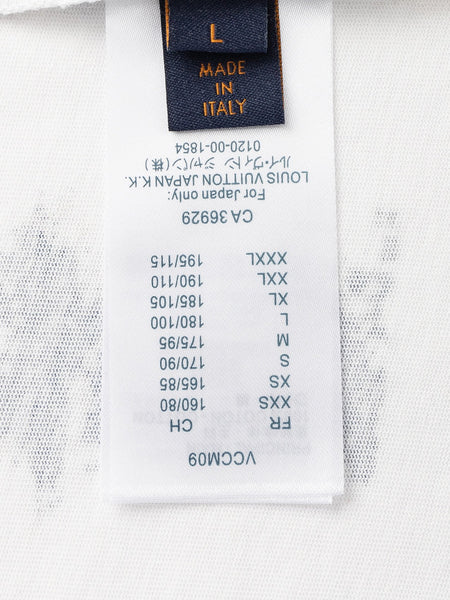 L
MADE
IN
ITALY
VCCM09
FR CH
XXS 160/80
XS 165/85
S 170/90
M 175/95
L 180/100
XL 185/105
XXL 190/110
XXXL 195/115
CA 36929
For Japan only:
LOUIS VUITTON JAPAN K.K.
ルイ・ヴィトン ジャパン(株)
0120-00-1854